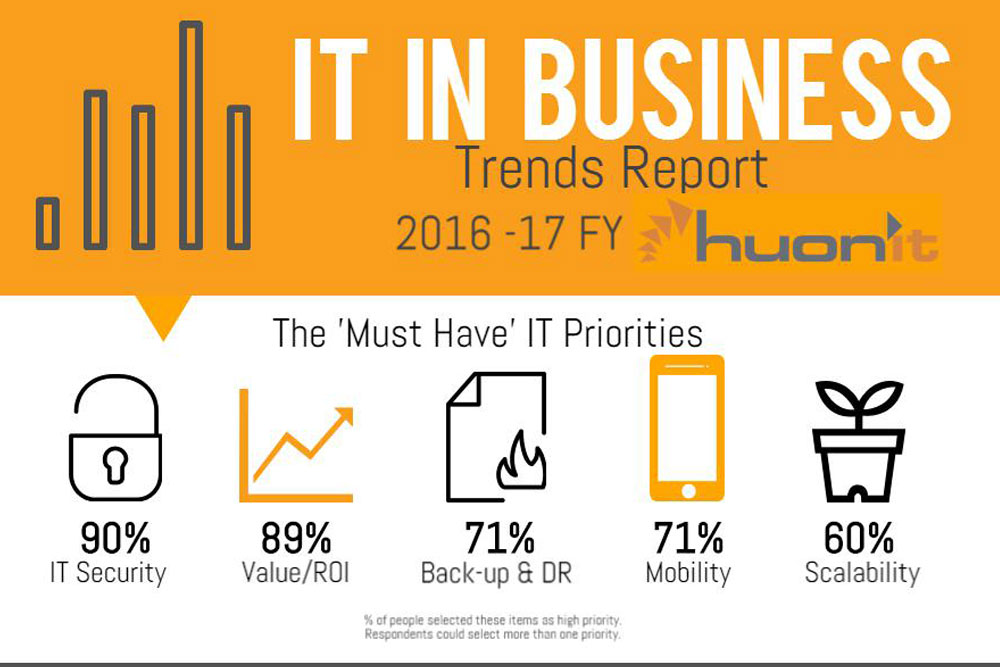 IT IN BUSINESS
Trends Report
2016 -17 FY
huonit
The 'Must Have' IT Priorities
90%
IT Security
89%
Value/ROI
71%
Back-up & DR
71%
Mobility
60%
Scalability
% of people selected these items as high priority.
Respondents could select more than one priority.